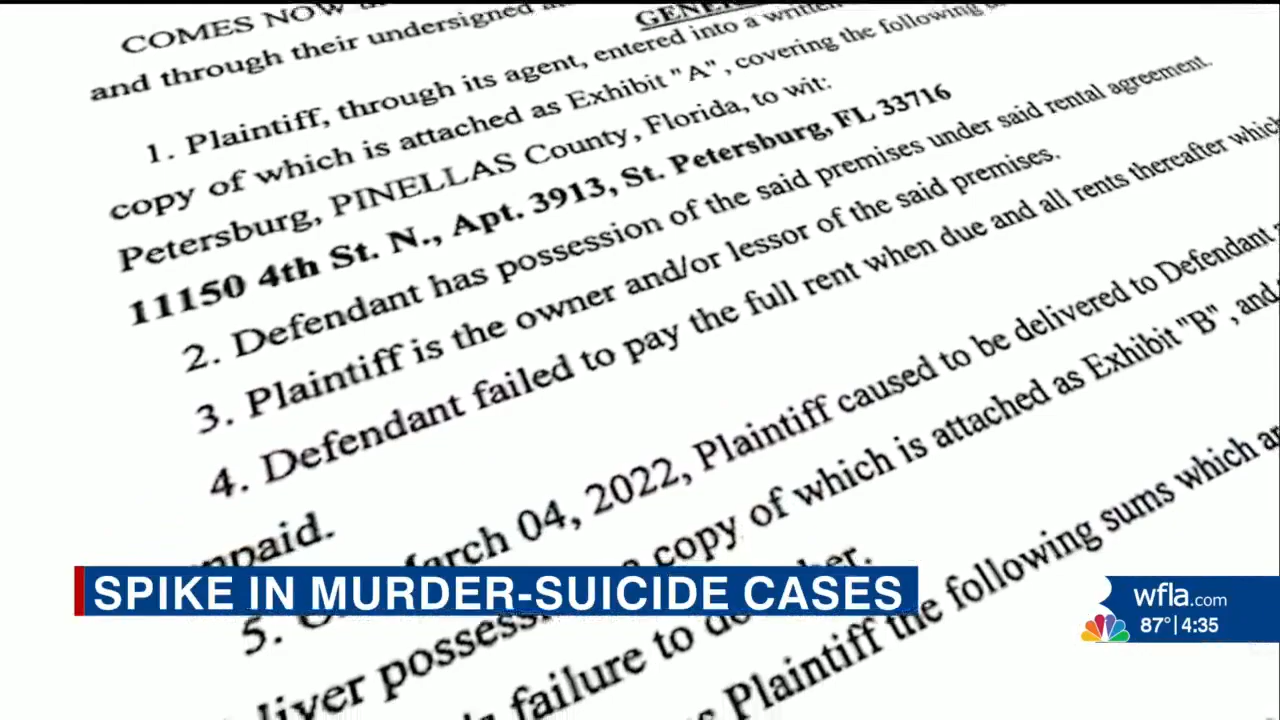 COMES NOW
and through their undersigned
GENER
1. Plaintiff, through its agent, entered into a written
copy of which is attached as Exhibit "A", covering the following
Petersburg, PINELLAS County, Florida, to wit:
11150 4th St. N., Apt. 3913, St. Petersburg, FL 33716
2. Defendant has possession of the said premises under said rental agreement.
3. Plaintiff is the owner and/or lessor of the said premises.
4. Defendant failed to pay the full rent when due and all rents thereafter which
unpaid.
5. On March 04, 2022, Plaintiff caused to be delivered to Defendant
copy of which is attached as Exhibit "B", and
deliver possession
failure to do
Plaintiff the following sums which
SPIKE IN MURDER-SUICIDE CASES
wfla.com
87° | 4:35